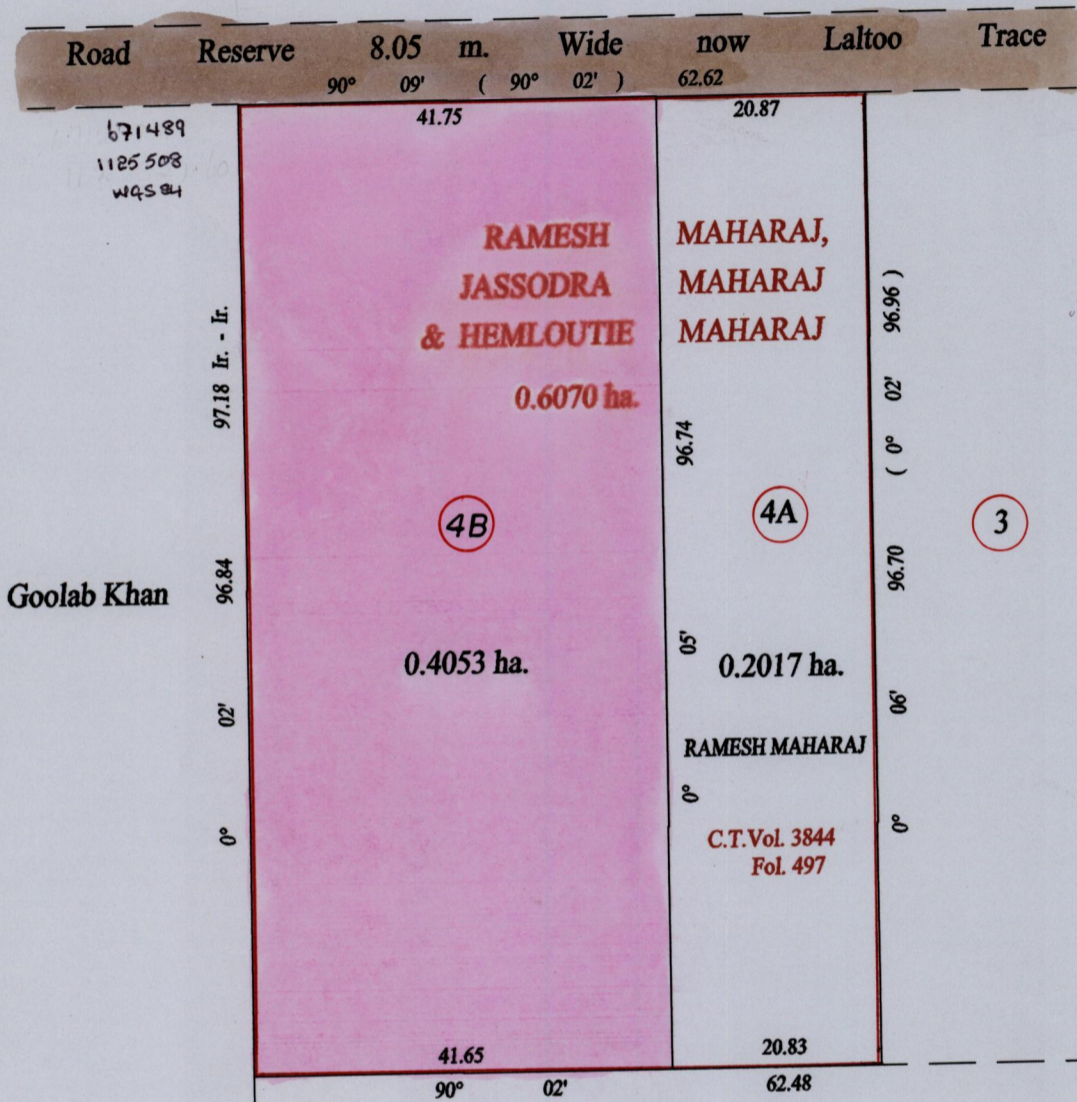 Road Reserve 8.05 m. Wide now Laltoo Trace
90° 09' ( 90° 02' ) 62.62
41.75
20.87
671489
1125508
WGS84
RAMESH MAHARAJ,
JASSODRA MAHARAJ
& HEMLOUTIE MAHARAJ
0.6070 ha.
97.18 Ir. - Ir.
0° 02' 96.84
0° 05' 96.74
0° 06' 96.70 ( 0° 02' 96.96 )
4B
4A
3
Goolab Khan
0.4053 ha.
0.2017 ha.
RAMESH MAHARAJ
C.T.Vol. 3844
Fol. 497
41.65
20.83
90° 02' 62.48